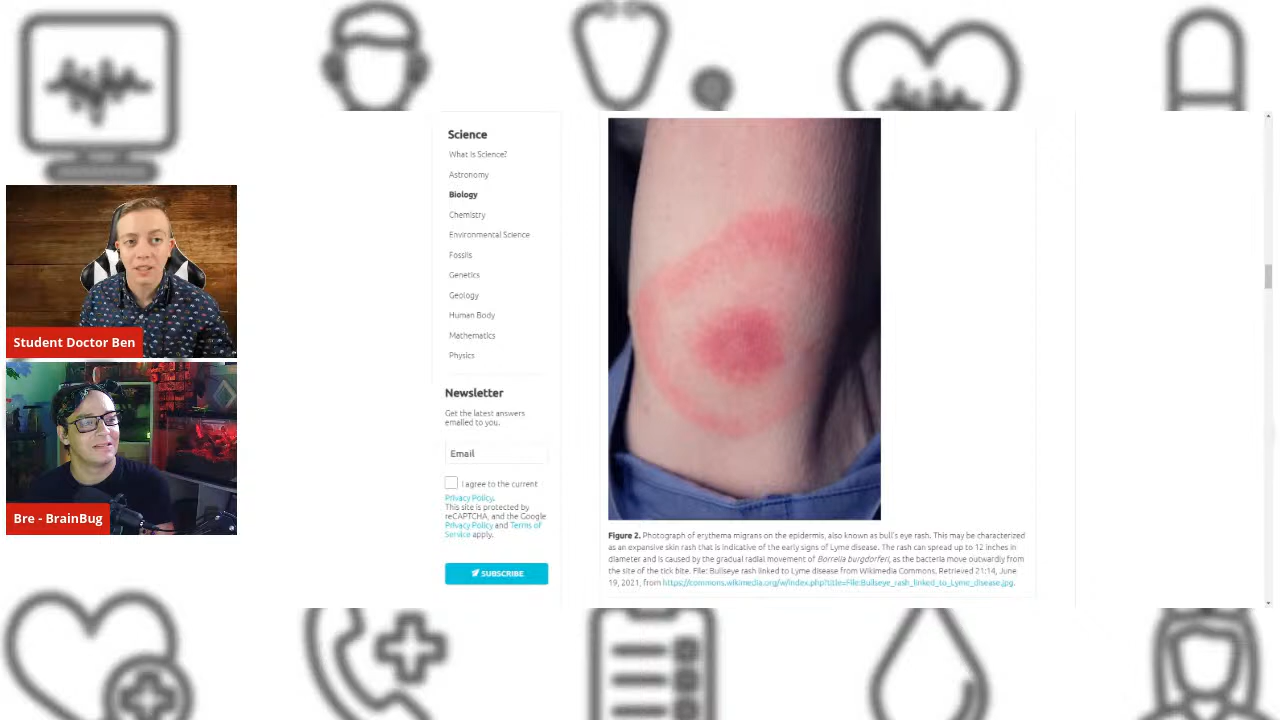 Science
What Is Science?
Astronomy
Biology
Chemistry
Environmental Science
Fossils
Genetics
Geology
Human Body
Mathematics
Physics
Newsletter
Get the latest answers
emailed to you.
Email
I agree to the current
Privacy Policy.
This site is protected by
reCAPTCHA, and the Google
Privacy Policy and Terms of
Service apply.
SUBSCRIBE
Figure 2. Photograph of erythema migrans on the epidermis, also known as bull's eye rash. This may be characterized
as an expansive skin rash that is indicative of the early signs of Lyme disease. The rash can spread up to 12 inches in
diameter and is caused by the gradual radial movement of Borrelia burgdorferi, as the bacteria move outwardly from
the site of the tick bite. File: Bullseye rash linked to Lyme disease from Wikimedia Commons. Retrieved 21:14, June
19, 2021, from https://commons.wikimedia.org/w/index.php?title=File:Bullseye_rash_linked_to_Lyme_disease.jpg.
Student Doctor Ben
Bre - BrainBug